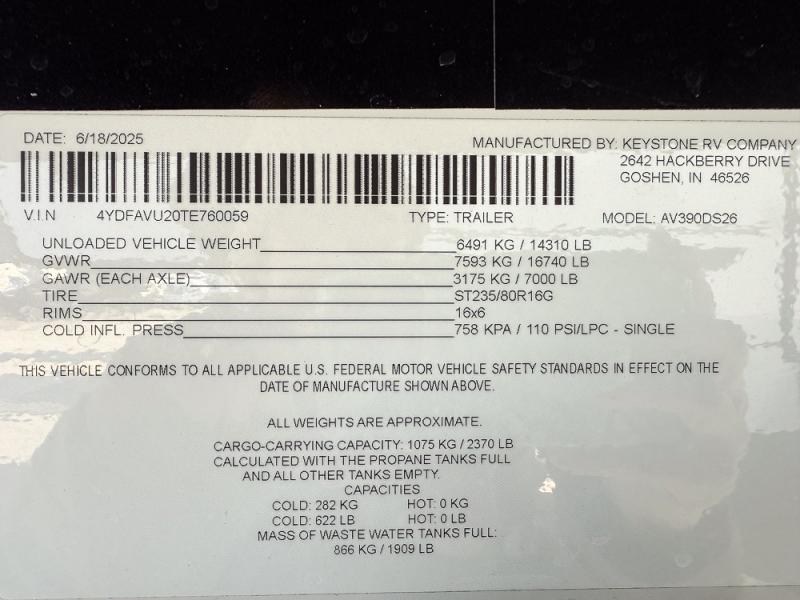 DATE: 6/18/2025
MANUFACTURED BY: KEYSTONE RV COMPANY
2642 HACKBERRY DRIVE
GOSHEN, IN 46526
V.I.N 4YDFAVU20TE760059 TYPE: TRAILER MODEL: AV390DS26
UNLOADED VEHICLE WEIGHT 6491 KG / 14310 LB
GVWR 7593 KG / 16740 LB
GAWR (EACH AXLE) 3175 KG / 7000 LB
TIRE ST235/80R16G
RIMS 16x6
COLD INFL. PRESS 758 KPA / 110 PSI/LPC - SINGLE
THIS VEHICLE CONFORMS TO ALL APPLICABLE U.S. FEDERAL MOTOR VEHICLE SAFETY STANDARDS IN EFFECT ON THE
DATE OF MANUFACTURE SHOWN ABOVE.
ALL WEIGHTS ARE APPROXIMATE.
CARGO-CARRYING CAPACITY: 1075 KG / 2370 LB
CALCULATED WITH THE PROPANE TANKS FULL
AND ALL OTHER TANKS EMPTY.
CAPACITIES
COLD: 282 KG HOT: 0 KG
COLD: 622 LB HOT: 0 LB
MASS OF WASTE WATER TANKS FULL:
866 KG / 1909 LB